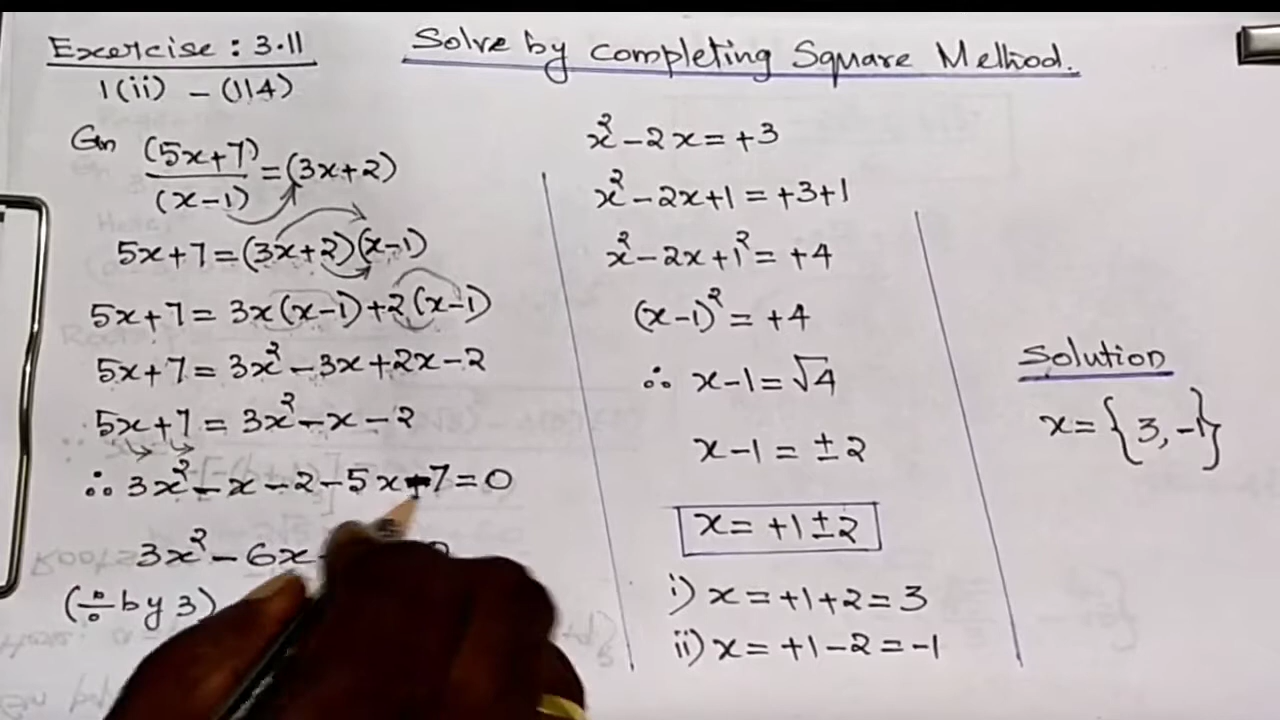 Exercise : 3.11
1(ii) - (114)
Solve by completing Square Method.
Gn (5x+7)/(x-1) = (3x+2)
5x+7 = (3x+2)(x-1)
5x+7 = 3x(x-1)+2(x-1)
5x+7 = 3x² - 3x + 2x - 2
5x+7 = 3x² - x - 2
∴ 3x² - x - 2 - 5x - 7 = 0
3x² - 6x
(÷ by 3)
x² - 2x = +3
x² - 2x + 1 = +3+1
x² - 2x + 1² = +4
(x-1)² = +4
∴ x-1 = √4
x-1 = ±2
x = +1 ± 2
i) x = +1+2 = 3
ii) x = +1-2 = -1
Solution
x = {3, -1}